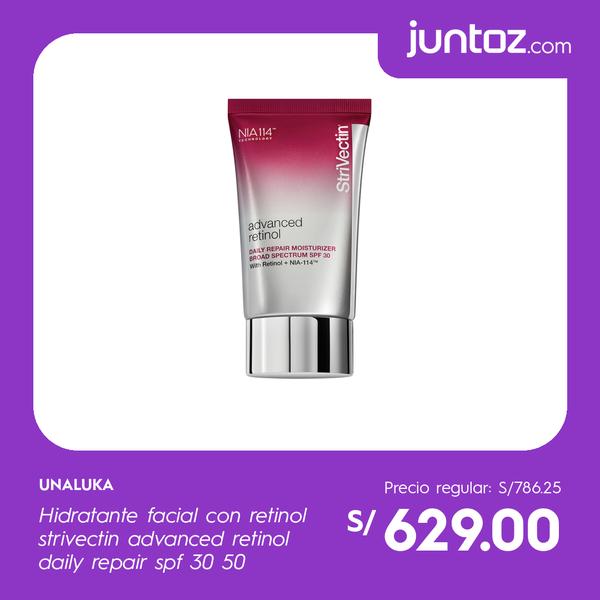 juntoz.com
NIA114™
TECHNOLOGY
StriVectin
advanced
retinol
DAILY REPAIR MOISTURIZER
BROAD SPECTRUM SPF 30
With Retinol + NIA-114™
UNALUKA
Hidratante facial con retinol
strivectin advanced retinol
daily repair spf 30 50
Precio regular: S/786.25
S/ 629.00